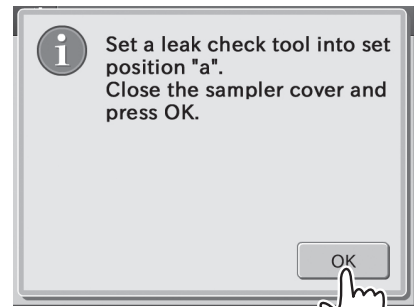 Set a leak check tool into set
position "a".
Close the sampler cover and
press OK.
OK